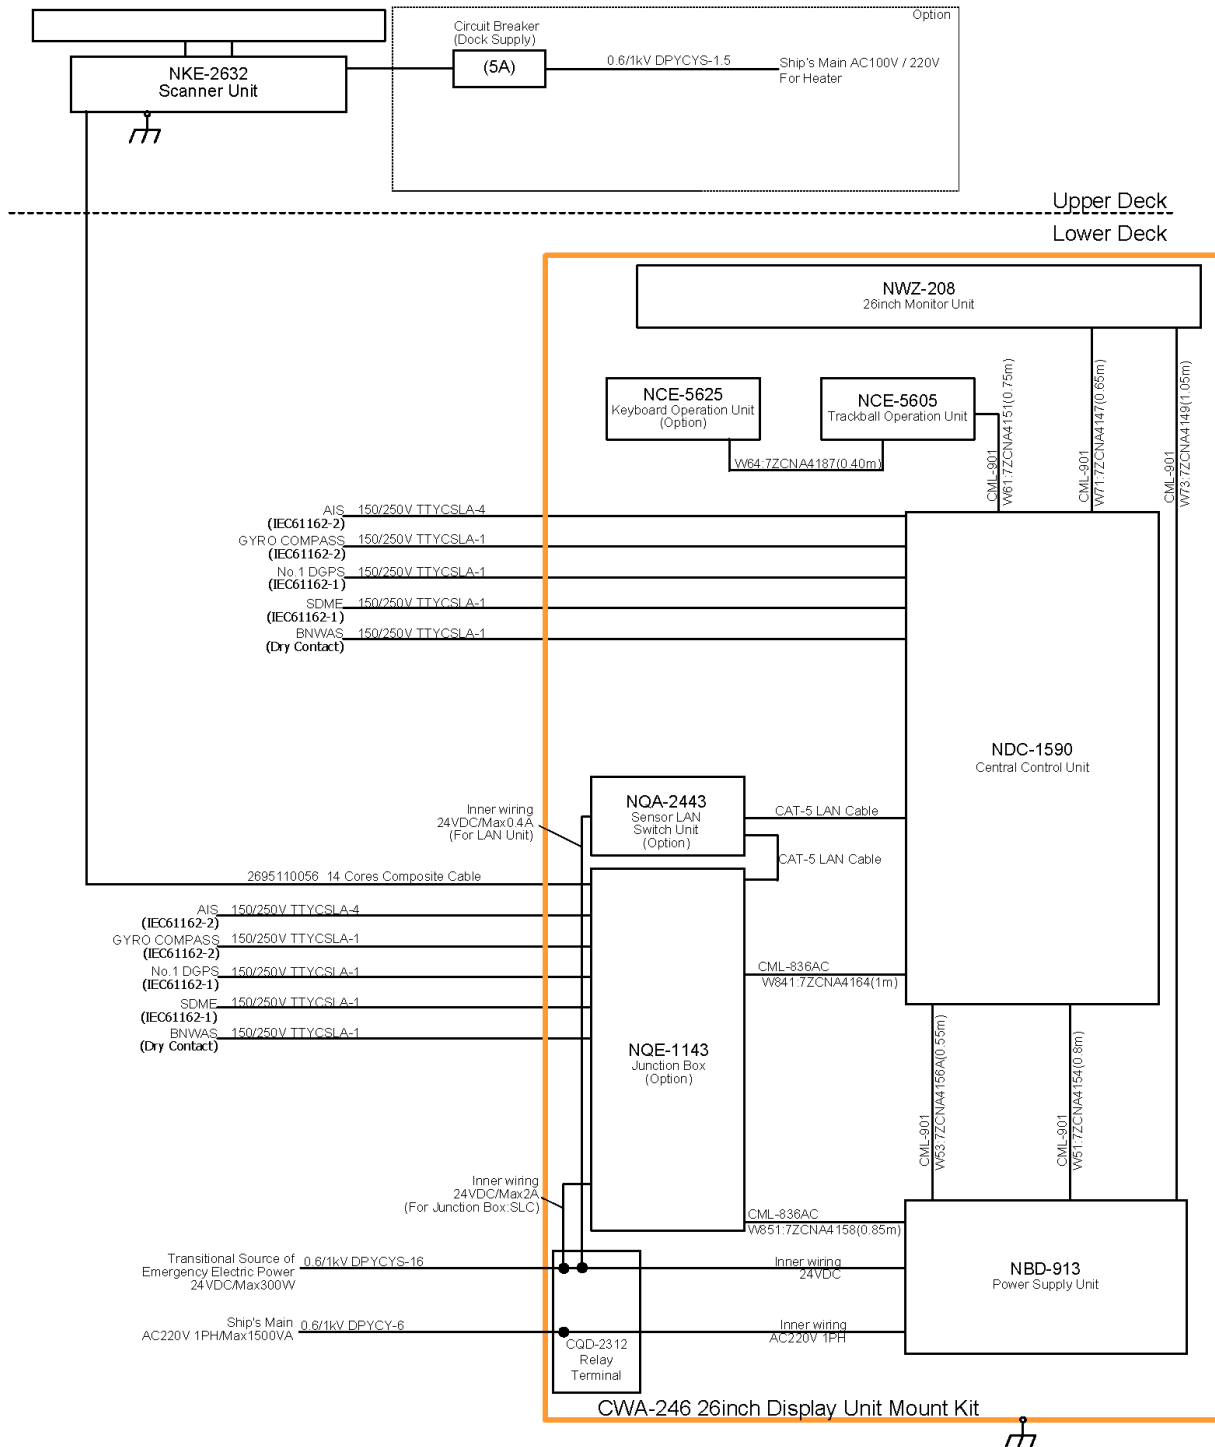 Option
Circuit Breaker
(Dock Supply)
(5A)
0.6/1kV DPYCYS-1.5
Ship's Main AC100V / 220V
For Heater
NKE-2632
Scanner Unit
Upper Deck
Lower Deck
NWZ-208
26inch Monitor Unit
NCE-5625
Keyboard Operation Unit
(Option)
NCE-5605
Trackball Operation Unit
W64:7ZCNA4187(0.40m)
CML-901
W61:7ZCNA4151(0.75m)
CML-901
W71:7ZCNA4147(0.65m)
CML-901
W73:7ZCNA4149(1.05m)
AIS 150/250V TTYCSLA-4
(IEC61162-2)
GYRO COMPASS 150/250V TTYCSLA-1
(IEC61162-2)
No.1 DGPS 150/250V TTYCSLA-1
(IEC61162-1)
SDME 150/250V TTYCSLA-1
(IEC61162-1)
BNWAS 150/250V TTYCSLA-1
(Dry Contact)
NDC-1590
Central Control Unit
NQA-2443
Sensor LAN
Switch Unit
(Option)
Inner wiring
24VDC/Max0.4A
(For LAN Unit)
CAT-5 LAN Cable
CAT-5 LAN Cable
2695110056 14 Cores Composite Cable
AIS 150/250V TTYCSLA-4
(IEC61162-2)
GYRO COMPASS 150/250V TTYCSLA-1
(IEC61162-2)
No.1 DGPS 150/250V TTYCSLA-1
(IEC61162-1)
SDME 150/250V TTYCSLA-1
(IEC61162-1)
BNWAS 150/250V TTYCSLA-1
(Dry Contact)
CML-836AC
W841:7ZCNA4164(1m)
NQE-1143
Junction Box
(Option)
CML-901
W53:7ZCNA4156A(0.55m)
CML-901
W51:7ZCNA4154(0.8m)
Inner wiring
24VDC/Max2A
(For Junction Box:SLC)
CML-836AC
W851:7ZCNA4158(0.85m)
Transitional Source of
Emergency Electric Power
24VDC/Max300W
0.6/1kV DPYCYS-16
Inner wiring
24VDC
NBD-913
Power Supply Unit
Ship's Main
AC220V 1PH/Max1500VA
0.6/1kV DPYCY-6
Inner wiring
AC220V 1PH
CQD-2312
Relay
Terminal
CWA-246 26inch Display Unit Mount Kit